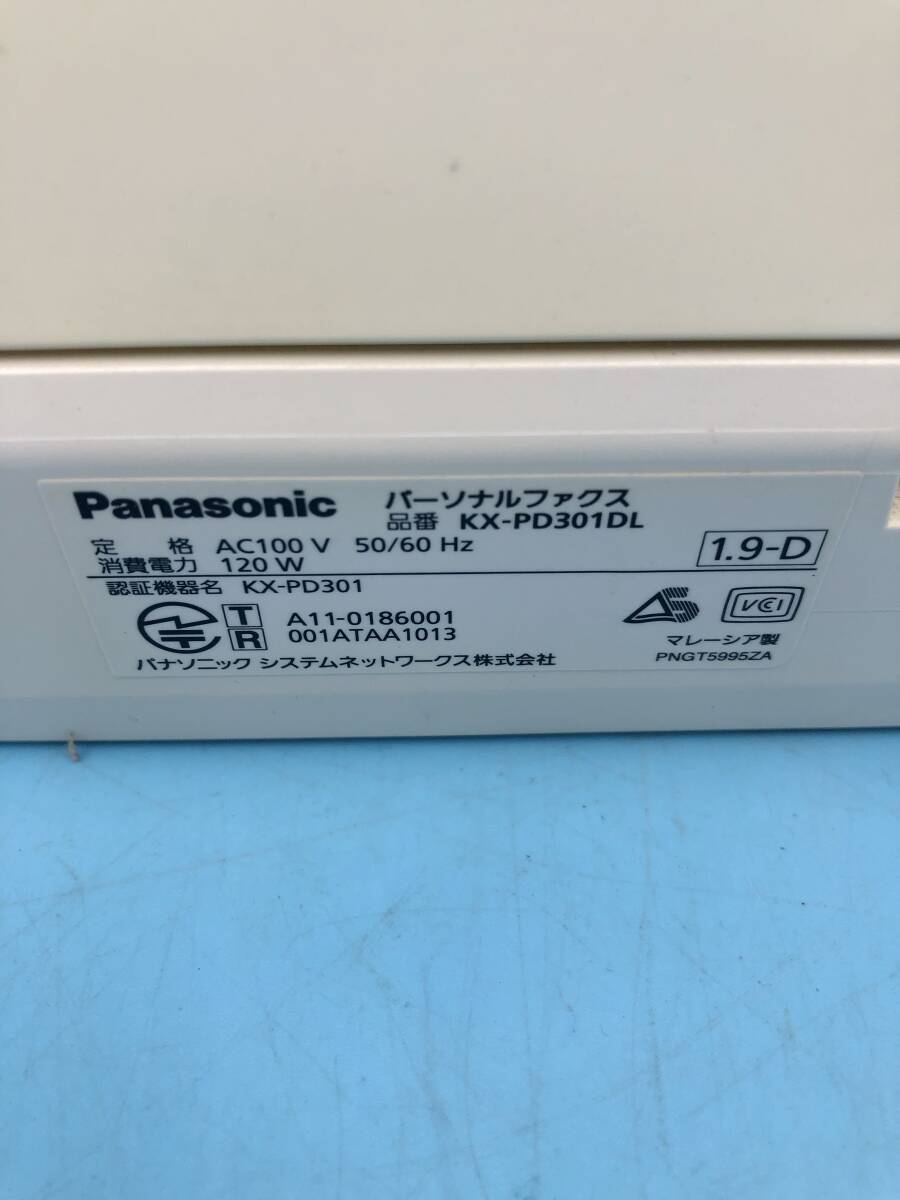 Panasonic パーソナルファクス
品番 KX-PD301DL
定 格 AC100 V 50/60 Hz
消費電力 120 W
1.9-D
認証機器名 KX-PD301
T A11-0186001
R 001ATAA1013
パナソニック システムネットワークス株式会社
VCCI
マレーシア製
PNGT5995ZA